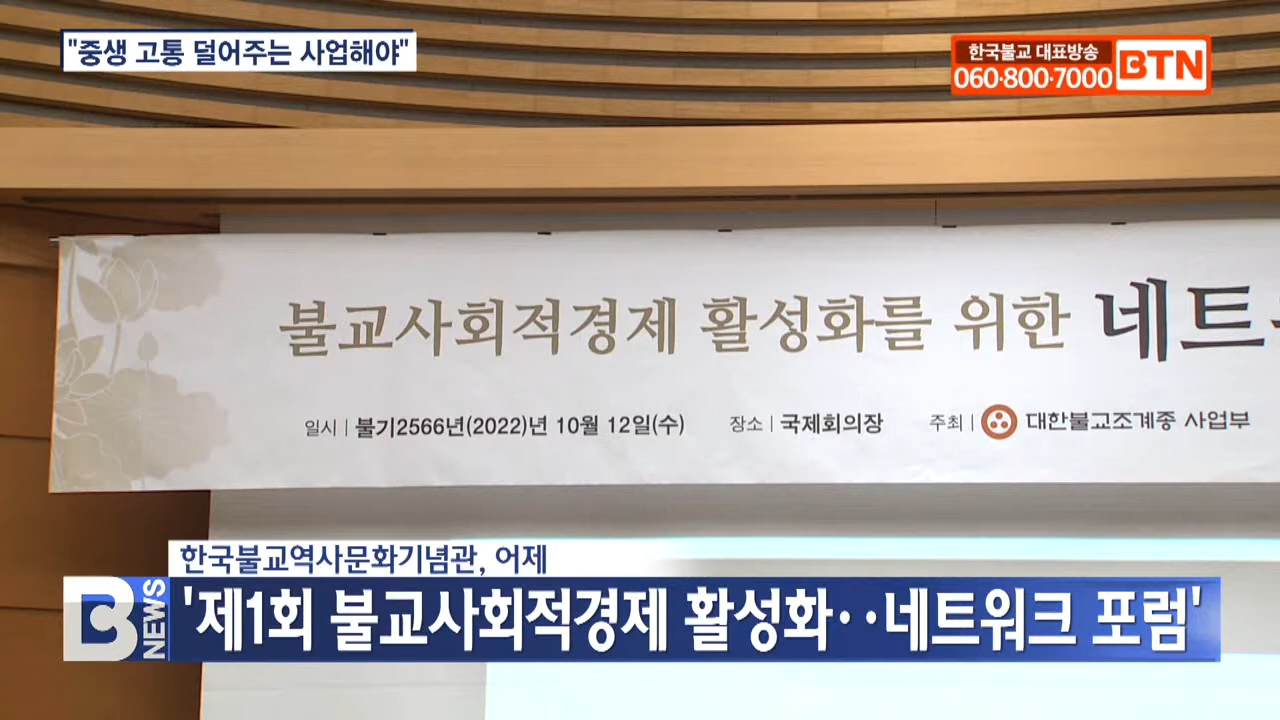 "중생 고통 덜어주는 사업해야"
한국불교 대표방송
060·800·7000
BTN
불교사회적경제 활성화를 위한 네트
일시 | 불기2566년(2022)년 10월 12일(수) 장소 | 국제회의장 주최 | 대한불교조계종 사업부
한국불교역사문화기념관, 어제
B NEWS
'제1회 불교사회적경제 활성화‥네트워크 포럼'